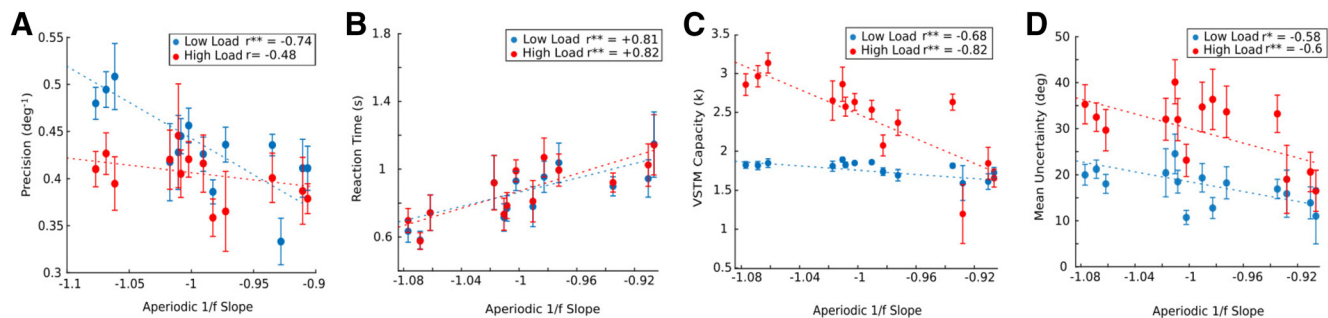 A
Low Load r** = -0.74
High Load r= -0.48
Precision (deg⁻¹)
0.55
0.5
0.45
0.4
0.35
0.3
-1.1
-1.05
-1
-0.95
-0.9
Aperiodic 1/f Slope
B
Low Load r** = +0.81
High Load r** = +0.82
Reaction Time (s)
1.8
1.4
1
0.6
-1.08
-1.04
-1
-0.96
-0.92
Aperiodic 1/f Slope
C
Low Load r** = -0.68
High Load r** = -0.82
VSTM Capacity (k)
3.5
3
2.5
2
1.5
1
0.5
-1.08
-1.04
-1
-0.96
-0.92
Aperiodic 1/f Slope
D
Low Load r* = -0.58
High Load r** = -0.6
Mean Uncertainty (deg)
50
40
30
20
10
0
-1.08
-1.04
-1
-0.96
-0.92
Aperiodic 1/f Slope